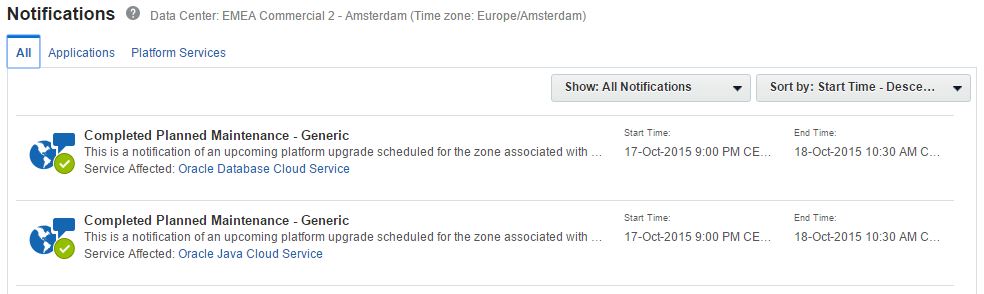 Notifications ? Data Center: EMEA Commercial 2 - Amsterdam (Time zone: Europe/Amsterdam)
All Applications Platform Services
Show: All Notifications Sort by: Start Time - Desce...
Completed Planned Maintenance - Generic Start Time: End Time:
This is a notification of an upcoming platform upgrade scheduled for the zone associated with ... 17-Oct-2015 9:00 PM CE... 18-Oct-2015 10:30 AM C...
Service Affected: Oracle Database Cloud Service
Completed Planned Maintenance - Generic Start Time: End Time:
This is a notification of an upcoming platform upgrade scheduled for the zone associated with ... 17-Oct-2015 9:00 PM CE... 18-Oct-2015 10:30 AM C...
Service Affected: Oracle Java Cloud Service